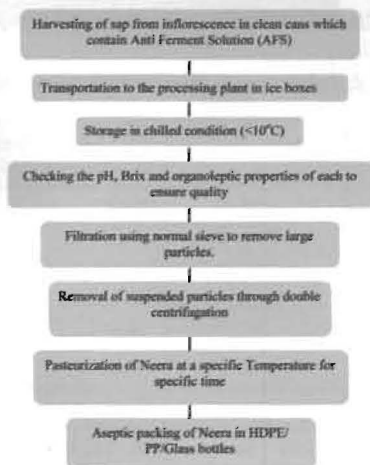 Harvesting of sap from inflorescence in clean cans which
contain Anti Ferment Solution (AFS)
Transportation to the processing plant in ice boxes
Storage in chilled condition (<10°C)
Checking the pH, Brix and organoleptic properties of each to
ensure quality
Filtration using normal sieve to remove large
particles.
Removal of suspended particles through double
centrifugation
Pasteurization of Neera at a specific Temperature for
specific time
Aseptic packing of Neera in HDPE/
PP/Glass bottles